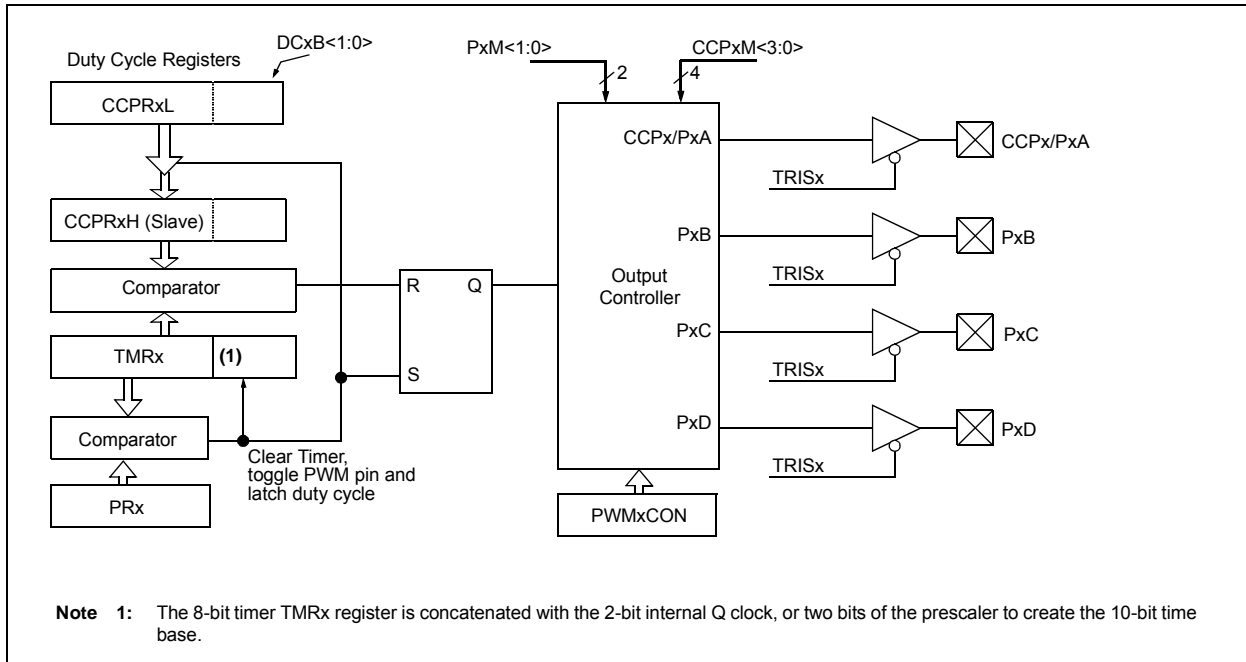 DCxB<1:0>
Duty Cycle Registers
CCPRxL
CCPRxH (Slave)
Comparator
TMRx
(1)
Comparator
PRx
Clear Timer,
toggle PWM pin and
latch duty cycle
R
Q
S
PxM<1:0>
2
CCPxM<3:0>
4
CCPx/PxA
PxB
Output
Controller
PxC
PxD
PWMxCON
TRISx
CCPx/PxA
TRISx
PxB
TRISx
PxC
TRISx
PxD
Note 1: The 8-bit timer TMRx register is concatenated with the 2-bit internal Q clock, or two bits of the prescaler to create the 10-bit time
base.